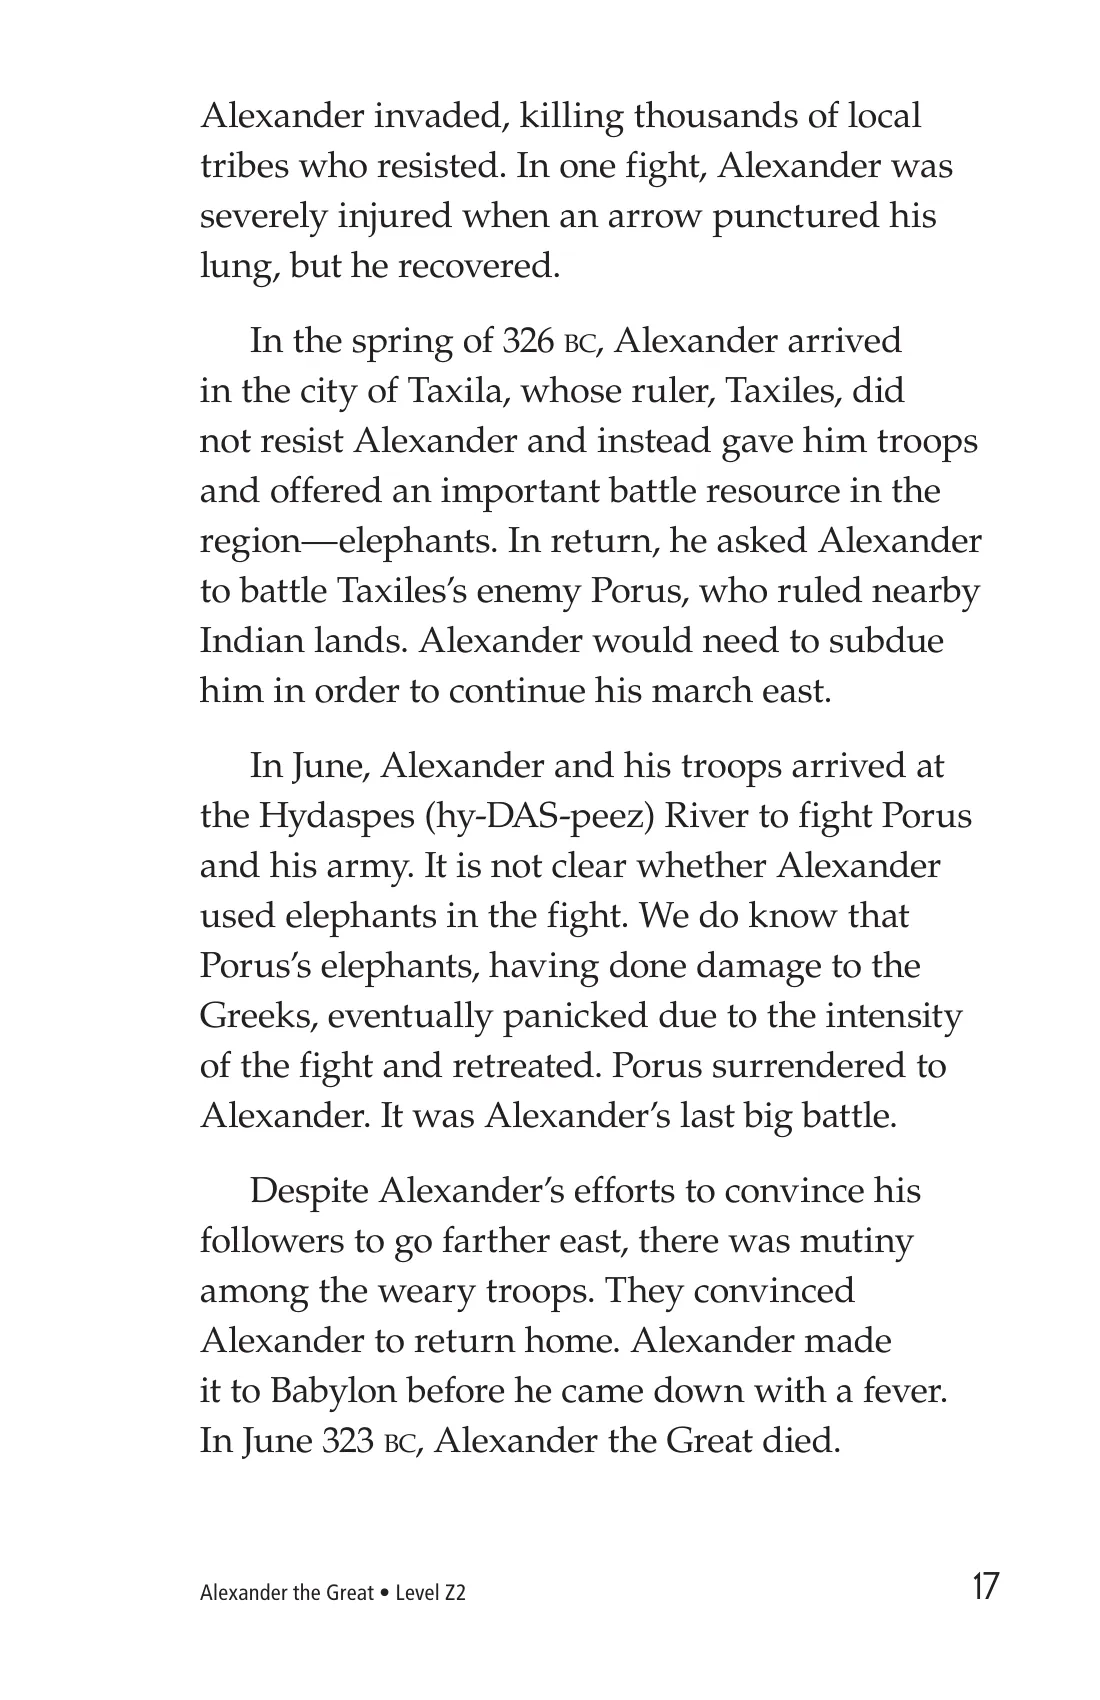 Alexander invaded, killing thousands of local
tribes who resisted. In one fight, Alexander was
severely injured when an arrow punctured his
lung, but he recovered.
In the spring of 326 BC, Alexander arrived
in the city of Taxila, whose ruler, Taxiles, did
not resist Alexander and instead gave him troops
and offered an important battle resource in the
region—elephants. In return, he asked Alexander
to battle Taxiles’s enemy Porus, who ruled nearby
Indian lands. Alexander would need to subdue
him in order to continue his march east.
In June, Alexander and his troops arrived at
the Hydaspes (hy-DAS-peez) River to fight Porus
and his army. It is not clear whether Alexander
used elephants in the fight. We do know that
Porus’s elephants, having done damage to the
Greeks, eventually panicked due to the intensity
of the fight and retreated. Porus surrendered to
Alexander. It was Alexander’s last big battle.
Despite Alexander’s efforts to convince his
followers to go farther east, there was mutiny
among the weary troops. They convinced
Alexander to return home. Alexander made
it to Babylon before he came down with a fever.
In June 323 BC, Alexander the Great died.
Alexander the Great • Level Z2
17